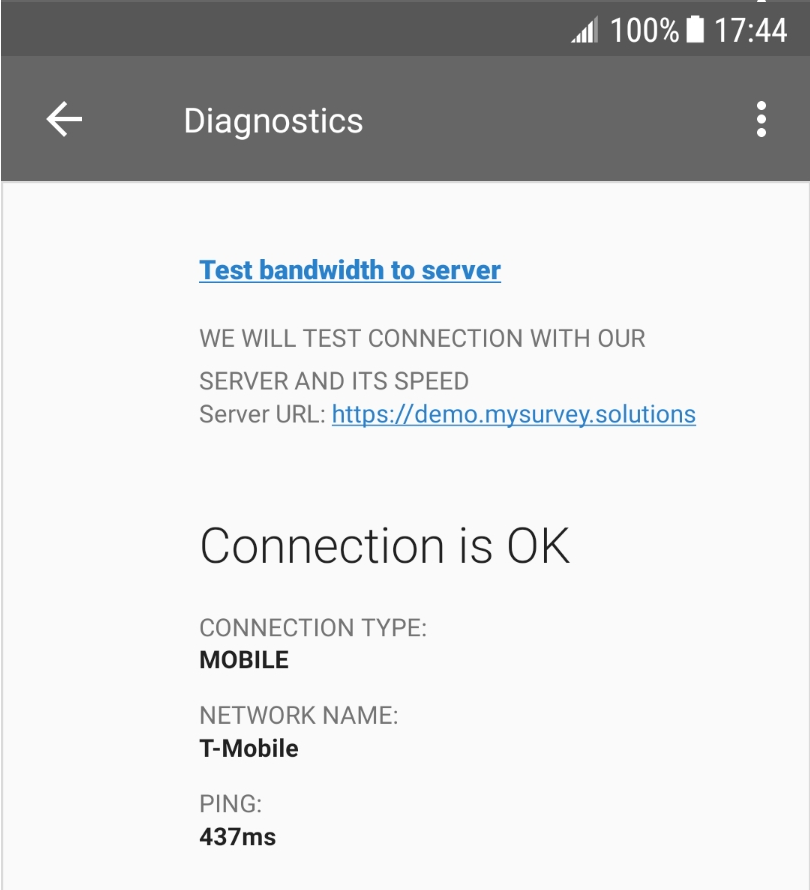 100% 17:44
Diagnostics
Test bandwidth to server
WE WILL TEST CONNECTION WITH OUR
SERVER AND ITS SPEED
Server URL: https://demo.mysurvey.solutions
Connection is OK
CONNECTION TYPE:
MOBILE
NETWORK NAME:
T-Mobile
PING:
437ms